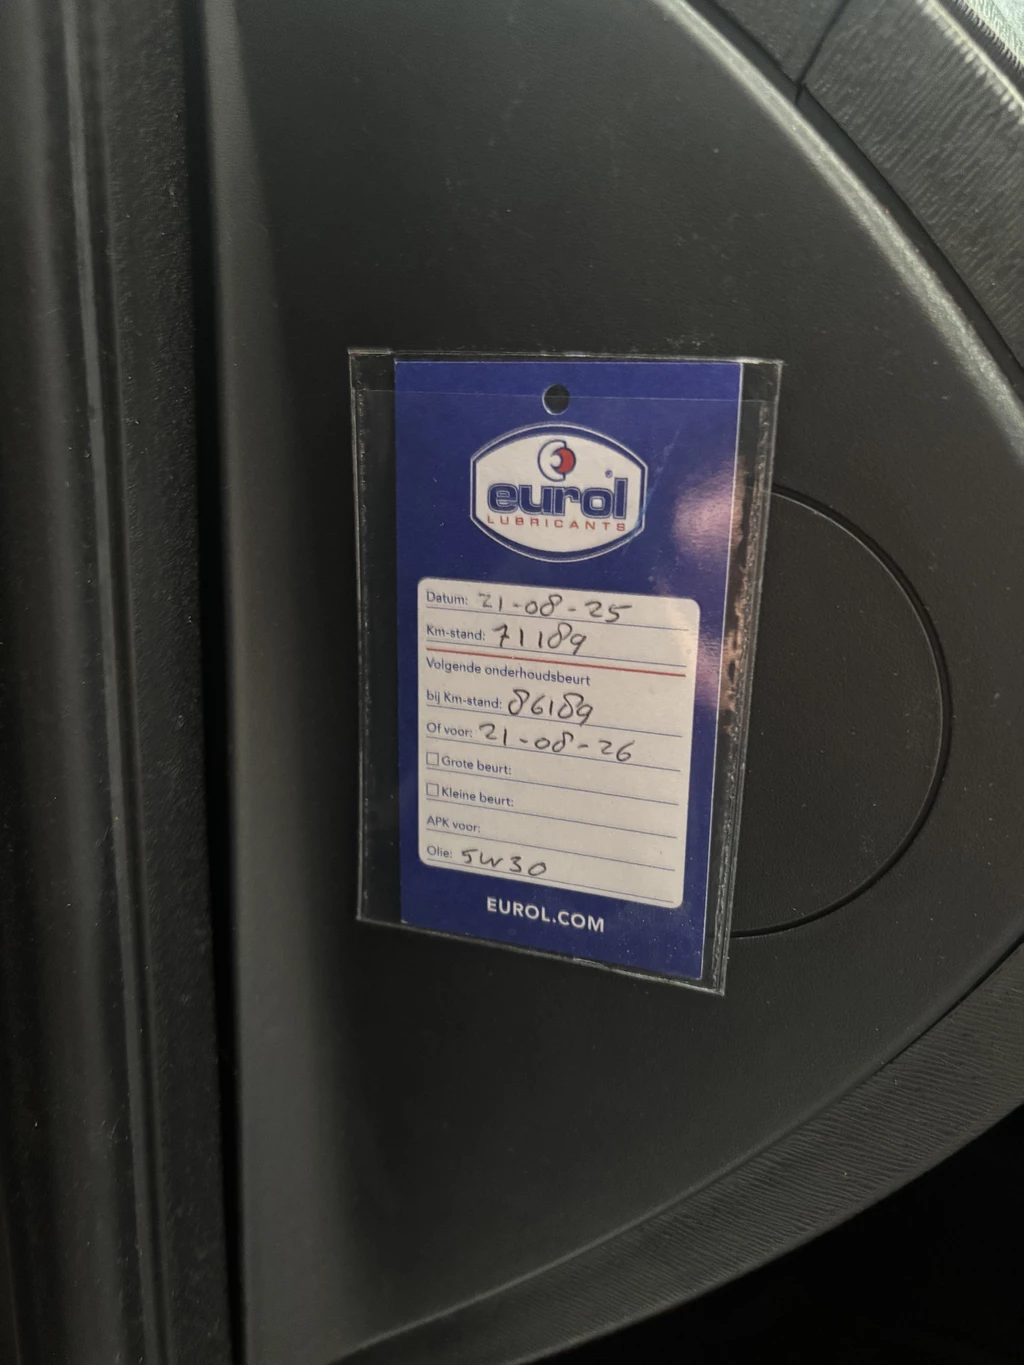 eurol®
LUBRICANTS
Datum: 21-08-25
Km-stand: 71189
Volgende onderhoudsbeurt
bij Km-stand: 86189
Of voor: 21-08-26
Grote beurt:
Kleine beurt:
APK voor:
Olie: 5W30
EUROL.COM